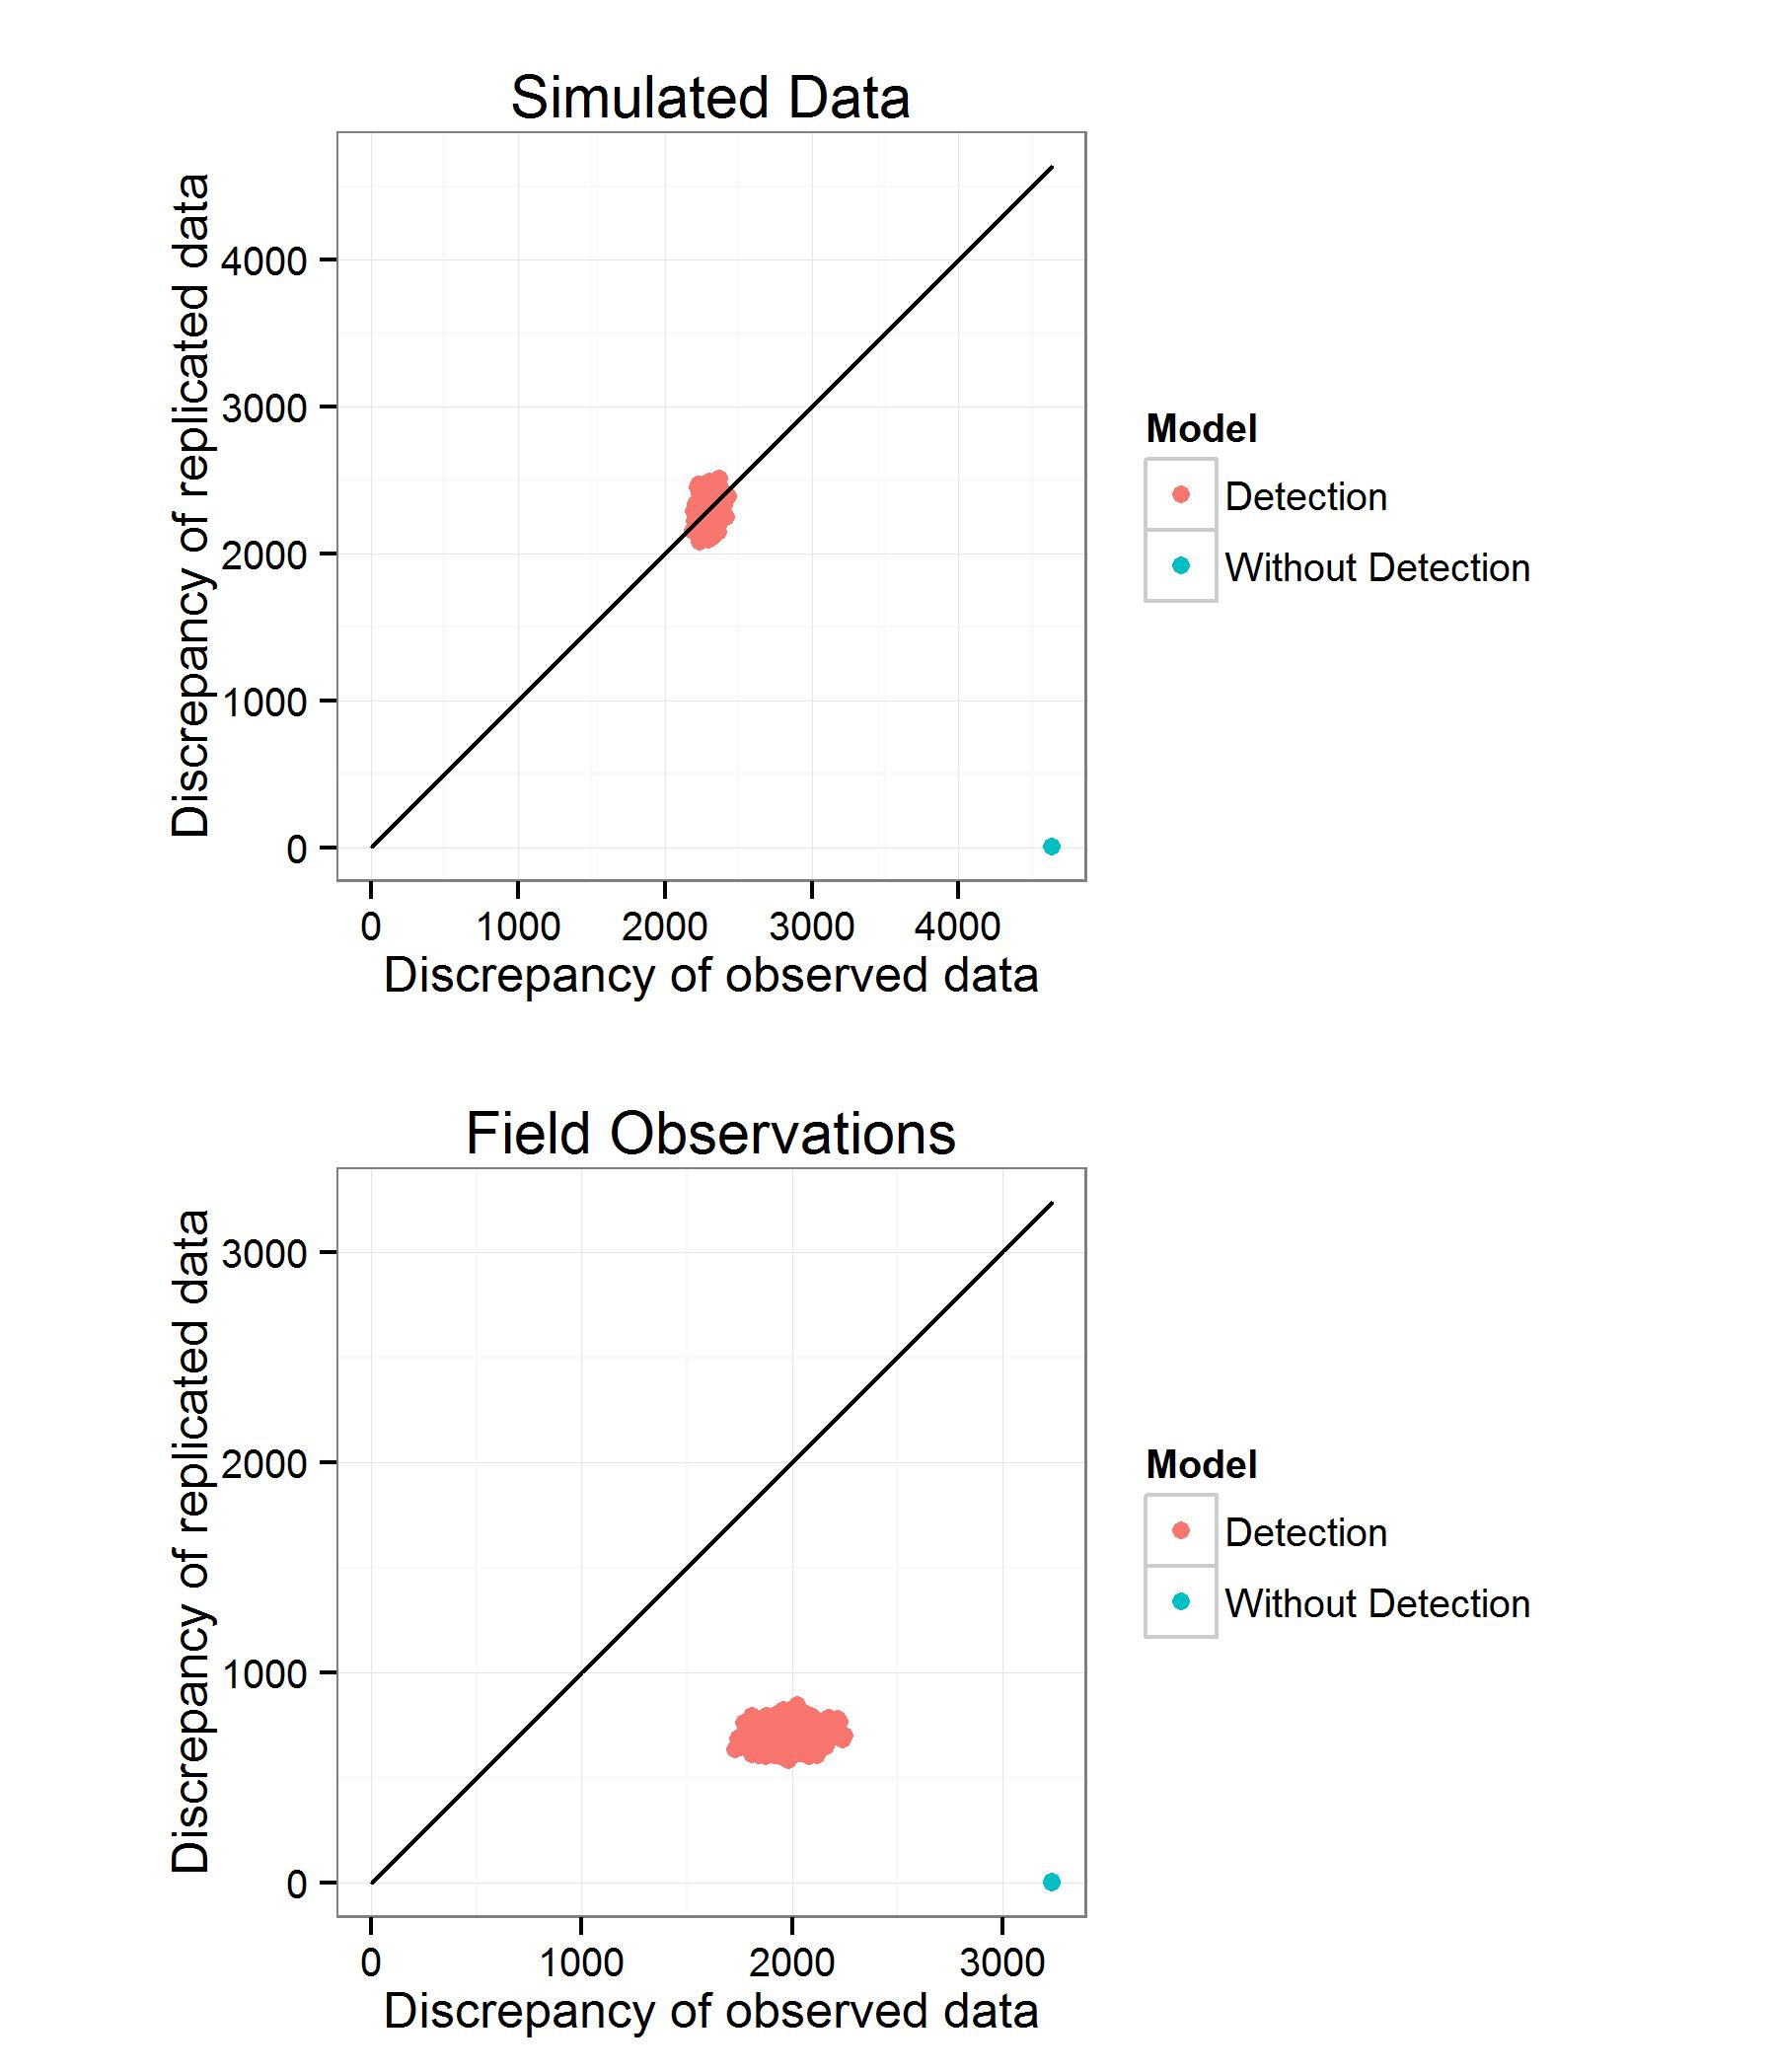 Simulated Data
Discrepancy of replicated data
4000
3000
2000
1000
0
0 1000 2000 3000 4000
Discrepancy of observed data
Model
Detection
Without Detection
Field Observations
Discrepancy of replicated data
3000
2000
1000
0
0 1000 2000 3000
Discrepancy of observed data
Model
Detection
Without Detection